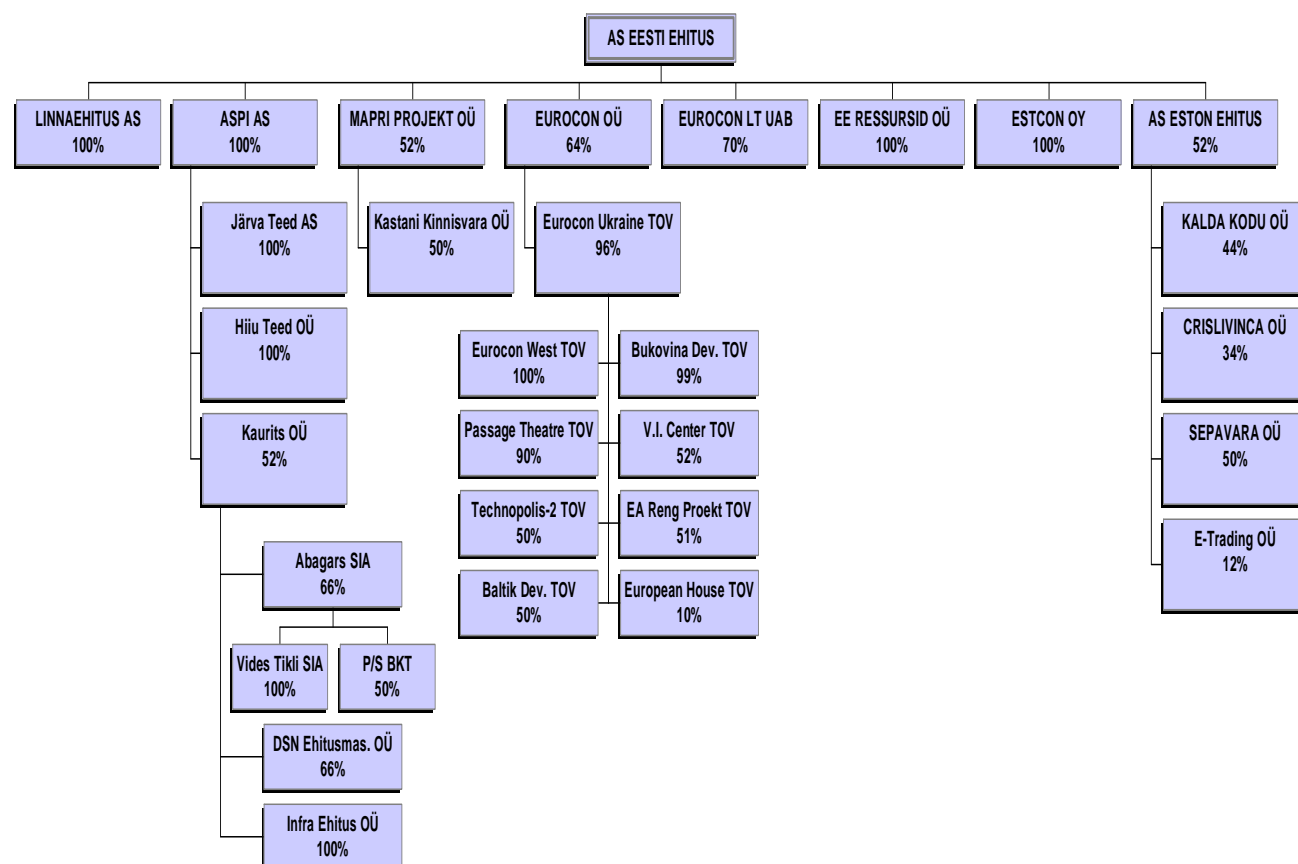 AS EESTI EHITUS
LINNAEHITUS AS
100%
ASPI AS
100%
MAPRI PROJEKT OÜ
52%
EUROCON OÜ
64%
EUROCON LT UAB
70%
EE RESSURSID OÜ
100%
ESTCON OY
100%
AS ESTON EHITUS
52%
Järva Teed AS
100%
Kastani Kinnisvara OÜ
50%
Eurocon Ukraine TOV
96%
KALDA KODU OÜ
44%
Hiiu Teed OÜ
100%
Eurocon West TOV
100%
Bukovina Dev. TOV
99%
CRISLIVINCA OÜ
34%
Kaurits OÜ
52%
Passage Theatre TOV
90%
V.I. Center TOV
52%
SEPAVARA OÜ
50%
Technopolis-2 TOV
50%
EA Reng Proekt TOV
51%
E-Trading OÜ
12%
Abagars SIA
66%
Baltik Dev. TOV
50%
European House TOV
10%
Vides Tikli SIA
100%
P/S BKT
50%
DSN Ehitusmas. OÜ
66%
Infra Ehitus OÜ
100%